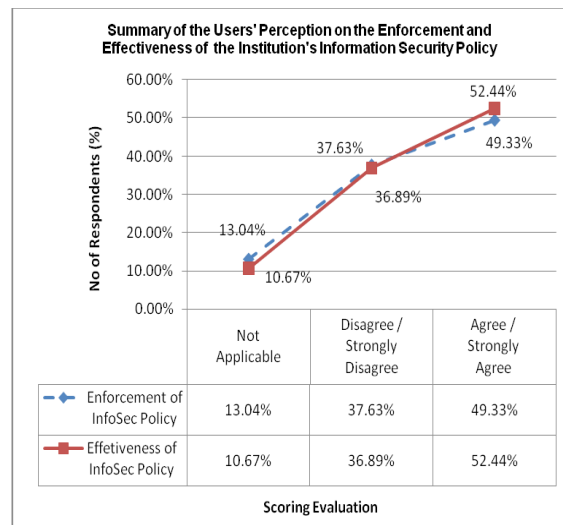 Summary of the Users' Perception on the Enforcement and
Effectiveness of the Institution's Information Security Policy
No of Respondents (%)
60.00%
50.00%
40.00%
30.00%
20.00%
10.00%
0.00%
13.04%
10.67%
37.63%
36.89%
52.44%
49.33%
Not
Applicable
Disagree /
Strongly
Disagree
Agree /
Strongly
Agree
Enforcement of
InfoSec Policy
13.04%
37.63%
49.33%
Effetiveness of
InfoSec Policy
10.67%
36.89%
52.44%
Scoring Evaluation